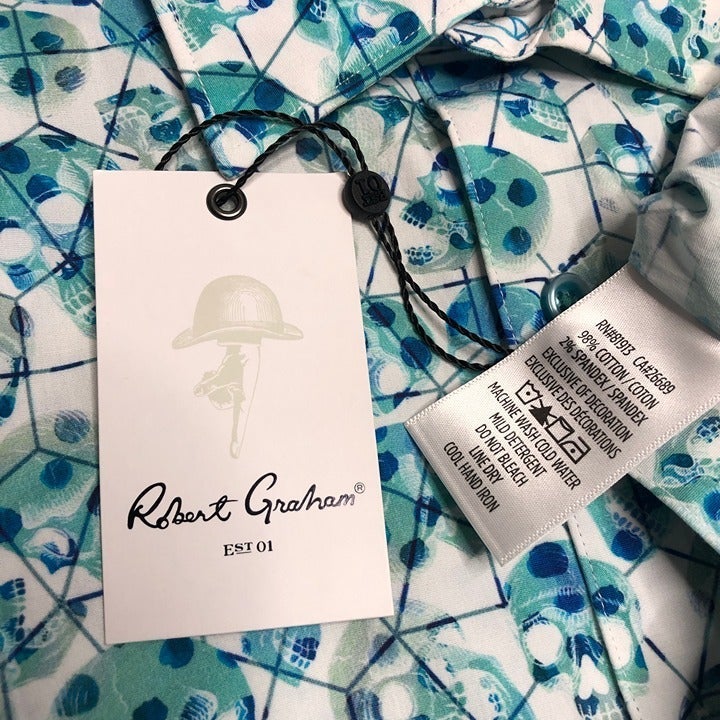 Robert Graham®
EST 01
RN#81913 CA#26689
98% COTTON / COTON
2% SPANDEX / SPANDEX
EXCLUSIVE OF DECORATION
EXCLUSIVE DES DÉCORATIONS
MACHINE WASH COLD WATER
MILD DETERGENT
DO NOT BLEACH
LINE DRY
COOL HAND IRON